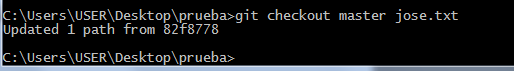 C:\Users\USER\Desktop\prueba>git checkout master jose.txt
Updated 1 path from 82f8778
C:\Users\USER\Desktop\prueba>